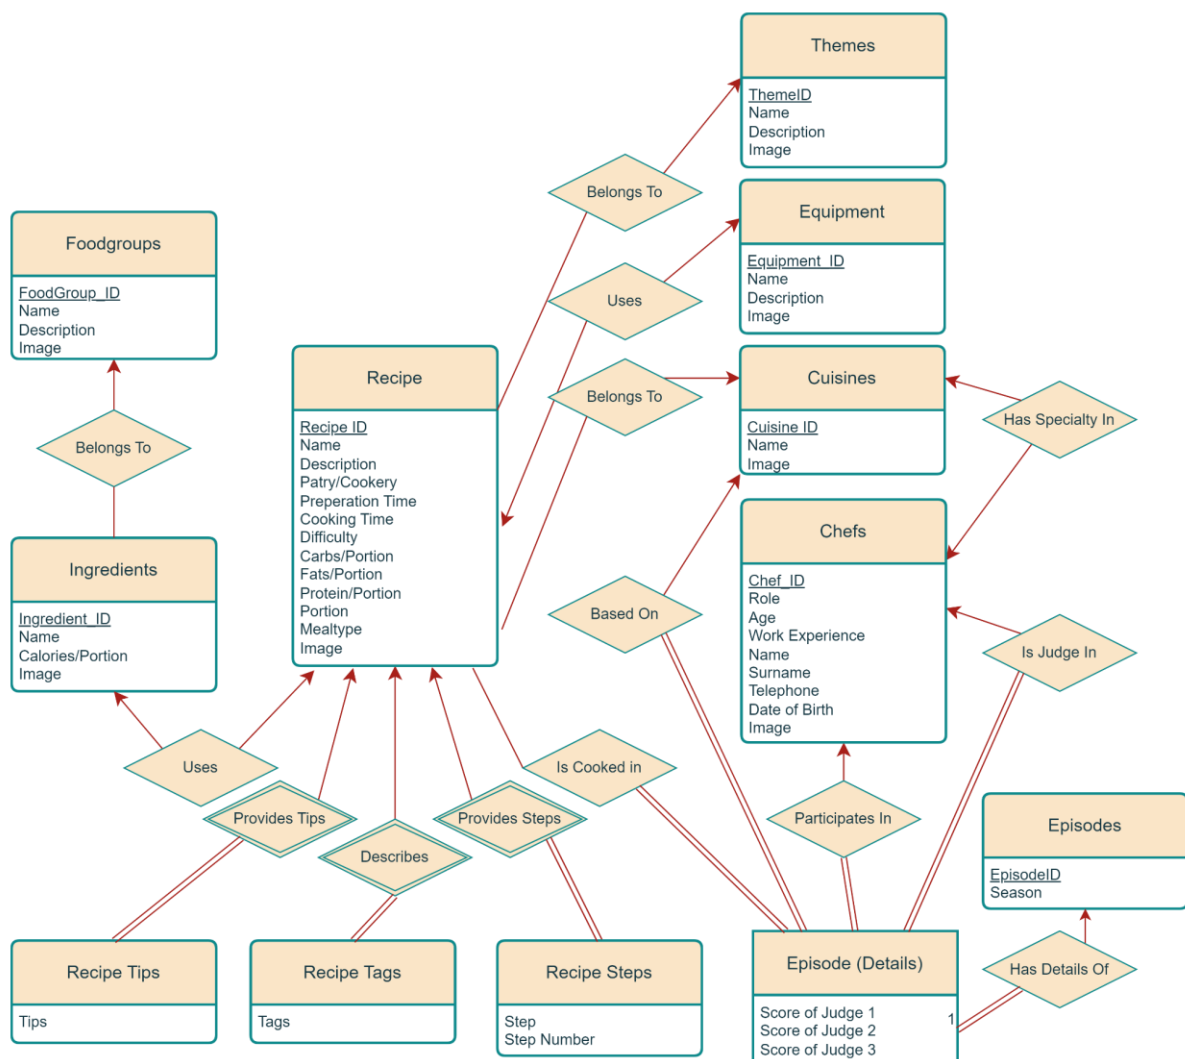 Themes
ThemeID
Name
Description
Image
Belongs To
Equipment
Equipment_ID
Name
Description
Image
Uses
Foodgroups
FoodGroup_ID
Name
Description
Image
Belongs To
Recipe
Recipe ID
Name
Description
Patry/Cookery
Preperation Time
Cooking Time
Difficulty
Carbs/Portion
Fats/Portion
Protein/Portion
Portion
Mealtype
Image
Belongs To
Cuisines
Cuisine ID
Name
Image
Has Specialty In
Chefs
Chef_ID
Role
Age
Work Experience
Name
Surname
Telephone
Date of Birth
Image
Ingredients
Ingredient_ID
Name
Calories/Portion
Image
Based On
Is Judge In
Uses
Is Cooked in
Provides Tips
Describes
Provides Steps
Participates In
Episodes
EpisodeID
Season
Recipe Tips
Tips
Recipe Tags
Tags
Recipe Steps
Step
Step Number
Episode (Details)
Score of Judge 1
Score of Judge 2
Score of Judge 3
1
Has Details Of